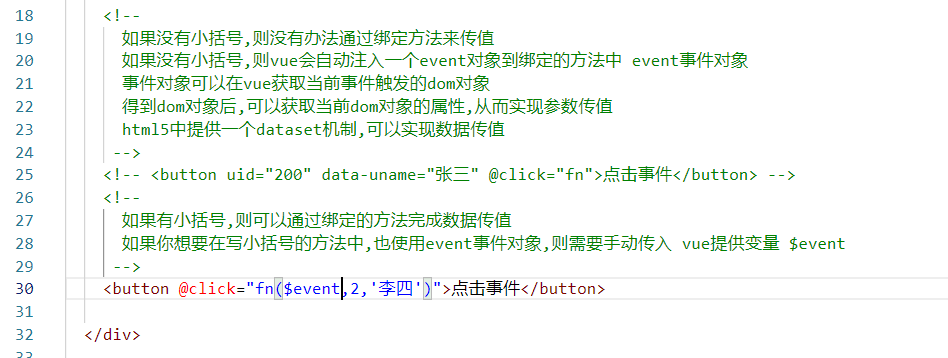 18 <!--
19 如果没有小括号,则没有办法通过绑定方法来传值
20 如果没有小括号,则vue会自动注入一个event对象到绑定的方法中 event事件对象
21 事件对象可以在vue获取当前事件触发的dom对象
22 得到dom对象后,可以获取当前dom对象的属性,从而实现参数传值
23 html5中提供一个dataset机制,可以实现数据传值
24 -->
25 <!-- <button uid="200" data-uname="张三" @click="fn">点击事件</button> -->
26 <!--
27 如果有小括号,则可以通过绑定的方法完成数据传值
28 如果你想要在写小括号的方法中,也使用event事件对象,则需要手动传入 vue提供变量 $event
29 -->
30 <button @click="fn($event,2,'李四')">点击事件</button>
31
32 </div>
33